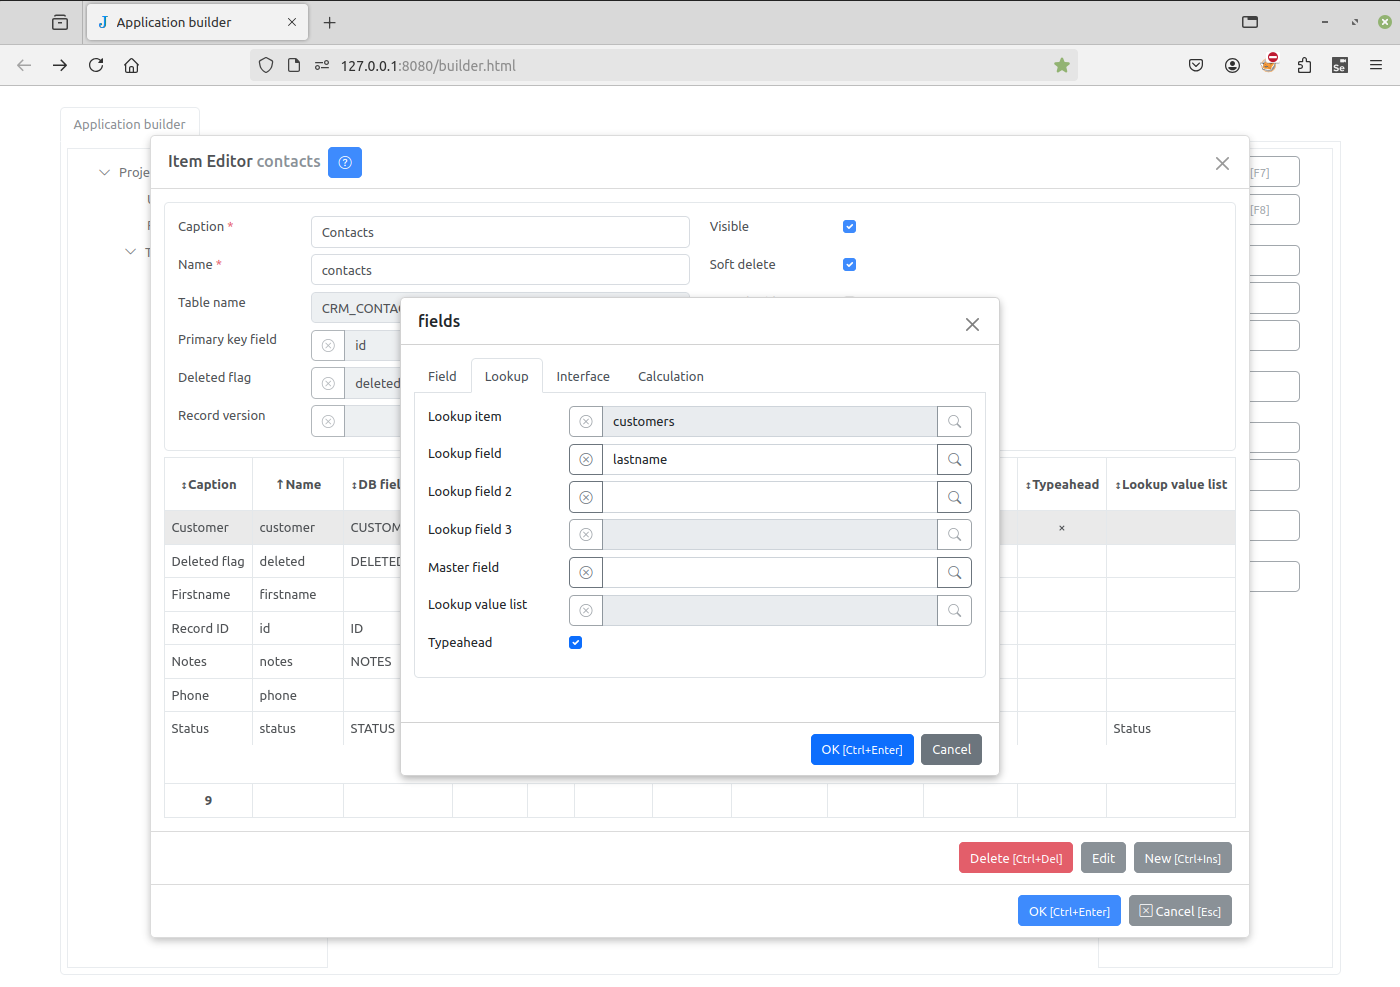 J Application builder
127.0.0.1:8080/builder.html
Se
Application builder
Item Editor contacts
Proje
[F7]
[F8]
Caption *
Contacts
Visible
Name *
contacts
Soft delete
Table name
CRM_CONTAC
Primary key field
id
Deleted flag
deleted
Record version
fields
Field Lookup Interface Calculation
Lookup item
customers
Lookup field
lastname
Lookup field 2
Lookup field 3
Master field
Lookup value list
Typeahead
OK [Ctrl+Enter] Cancel
↕Caption ↑Name ↕DB fiel ↕Typeahead ↕Lookup value list
Customer customer CUSTOM ×
Deleted flag deleted DELETED
Firstname firstname
Record ID id ID
Notes notes NOTES
Phone phone
Status status STATUS Status
9
Delete [Ctrl+Del] Edit New [Ctrl+Ins]
OK [Ctrl+Enter] Cancel [Esc]